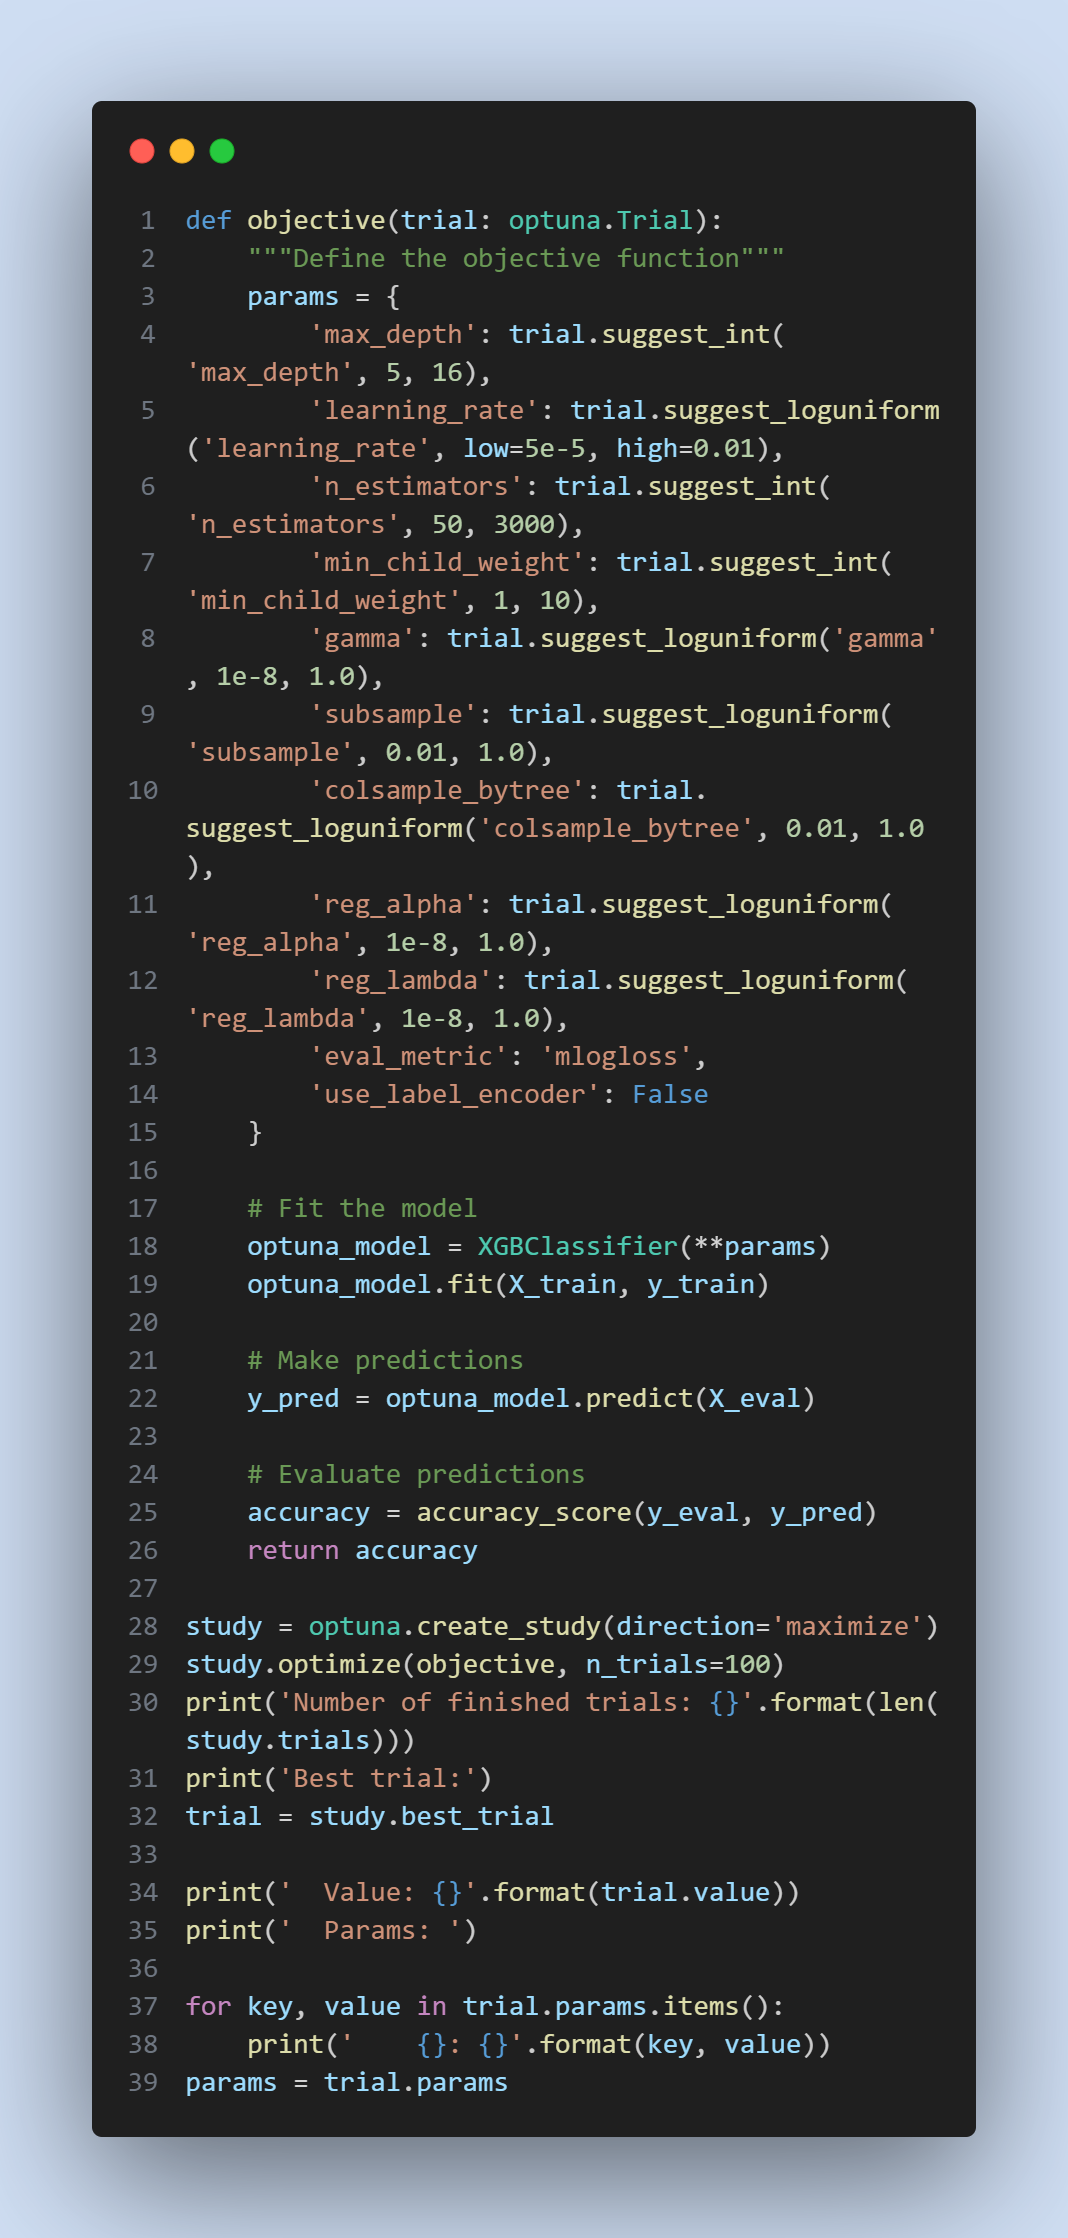 1 def objective(trial: optuna.Trial):
2     """Define the objective function"""
3     params = {
4         'max_depth': trial.suggest_int(
'max_depth', 5, 16),
5         'learning_rate': trial.suggest_loguniform
('learning_rate', low=5e-5, high=0.01),
6         'n_estimators': trial.suggest_int(
'n_estimators', 50, 3000),
7         'min_child_weight': trial.suggest_int(
'min_child_weight', 1, 10),
8         'gamma': trial.suggest_loguniform('gamma'
, 1e-8, 1.0),
9         'subsample': trial.suggest_loguniform(
'subsample', 0.01, 1.0),
10         'colsample_bytree': trial.
suggest_loguniform('colsample_bytree', 0.01, 1.0
),
11         'reg_alpha': trial.suggest_loguniform(
'reg_alpha', 1e-8, 1.0),
12         'reg_lambda': trial.suggest_loguniform(
'reg_lambda', 1e-8, 1.0),
13         'eval_metric': 'mlogloss',
14         'use_label_encoder': False
15     }
16
17     # Fit the model
18     optuna_model = XGBClassifier(**params)
19     optuna_model.fit(X_train, y_train)
20
21     # Make predictions
22     y_pred = optuna_model.predict(X_eval)
23
24     # Evaluate predictions
25     accuracy = accuracy_score(y_eval, y_pred)
26     return accuracy
27
28 study = optuna.create_study(direction='maximize')
29 study.optimize(objective, n_trials=100)
30 print('Number of finished trials: {}'.format(len(
study.trials)))
31 print('Best trial:')
32 trial = study.best_trial
33
34 print('  Value: {}'.format(trial.value))
35 print('  Params: ')
36
37 for key, value in trial.params.items():
38     print('    {}: {}'.format(key, value))
39 params = trial.params